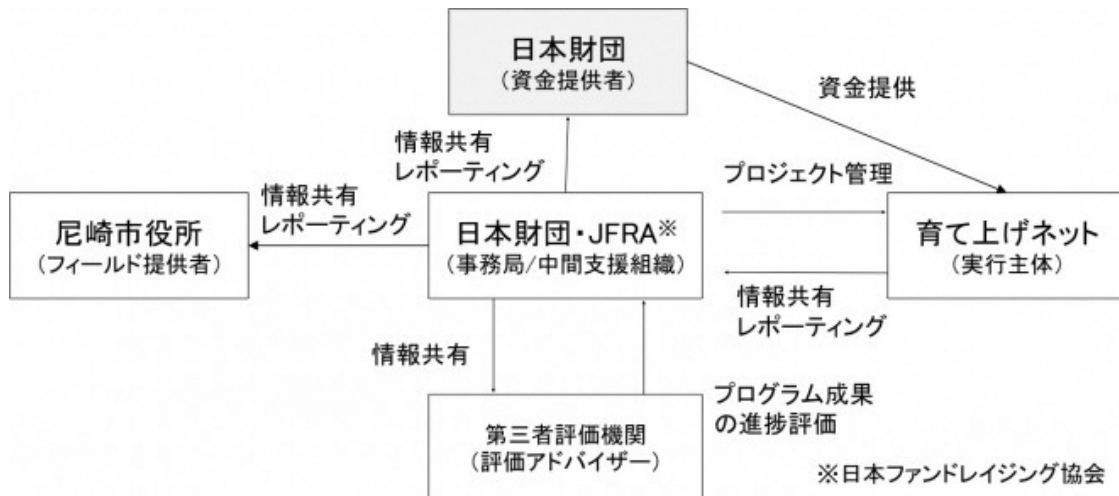 日本財団
(資金提供者)
資金提供
情報共有
レポーティング
プロジェクト管理
情報共有
レポーティング
尼崎市役所
(フィールド提供者)
日本財団・JFRA※
(事務局/中間支援組織)
育て上げネット
(実行主体)
情報共有
レポーティング
情報共有
プログラム成果
の進捗評価
第三者評価機関
(評価アドバイザー)
※日本ファンドレイジング協会